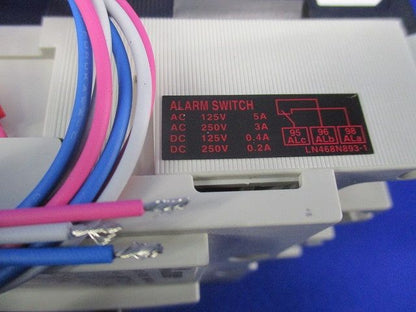 ALARM SWITCH
AC 125V 5A
AC 250V 3A
DC 125V 0.4A
DC 250V 0.2A
95 96 98
ALc ALb ALa
LN468N893-1